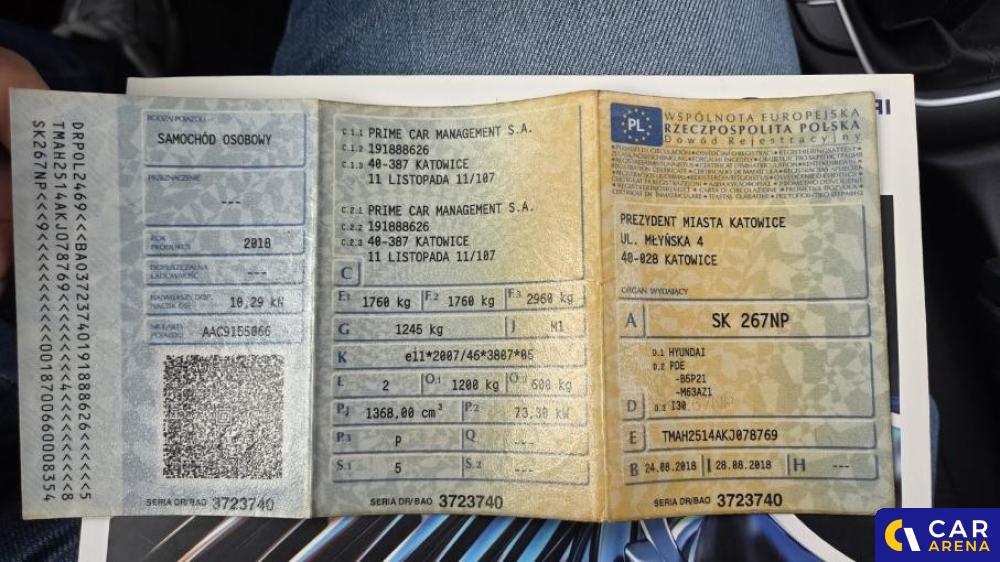 DRPOL2469<<BA03723740191888626<<<<<<5
TMAH2514AKJ078769<<<<<<<<4<<<<<<<<<<8
SK267NP<<9<<<<<<<<<<<0018700660008354
RODZAJ POJAZDU
SAMOCHÓD OSOBOWY
PRZEZNACZENIE
---
ROK PRODUKCJI
2018
DOPUSZCZALNA ŁADOWNOŚĆ
---
NAJWIĘKSZY DOP. NACISK OSI
10,29 kN
NR KARTY POJAZDU
AAC9155066
SERIA DR/BAO 3723740
C.1.1 PRIME CAR MANAGEMENT S.A.
C.1.2 191888626
C.1.3 40-387 KATOWICE
11 LISTOPADA 11/107
C.2.1 PRIME CAR MANAGEMENT S.A.
C.2.2 191888626
C.2.3 40-387 KATOWICE
11 LISTOPADA 11/107
C
F.1 1760 kg F.2 1760 kg F.3 2960 kg
G 1245 kg J M1
K e11*2007/46*3807*05
L 2 O.1 1200 kg O.2 600 kg
P.1 1368,00 cm³ P.2 73,30 kW
P.3 P Q ---
S.1 5 S.2 ---
SERIA DR/BAO 3723740
PL
WSPÓLNOTA EUROPEJSKA
RZECZPOSPOLITA POLSKA
Dowód Rejestracyjny
PREZYDENT MIASTA KATOWICE
UL. MŁYŃSKA 4
40-028 KATOWICE
ORGAN WYDAJĄCY
A SK 267NP
D.1 HYUNDAI
D.2 PDE
-B5P21
-M63AZ1
D D.3 I30
E TMAH2514AKJ078769
B 24.08.2018 I 28.08.2018 H ---
SERIA DR/BAO 3723740
CAR
ARENA